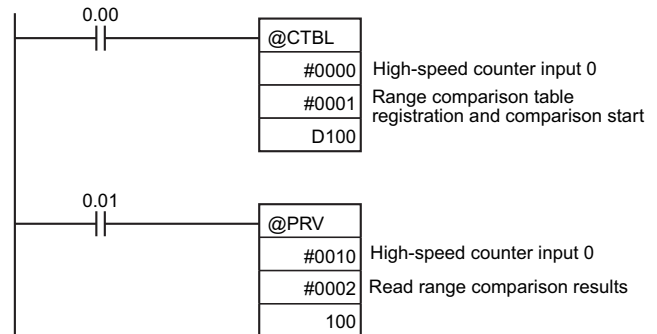 0.00
@CTBL
#0000 High-speed counter input 0
#0001 Range comparison table
registration and comparison start
D100
0.01
@PRV
#0010 High-speed counter input 0
#0002 Read range comparison results
100